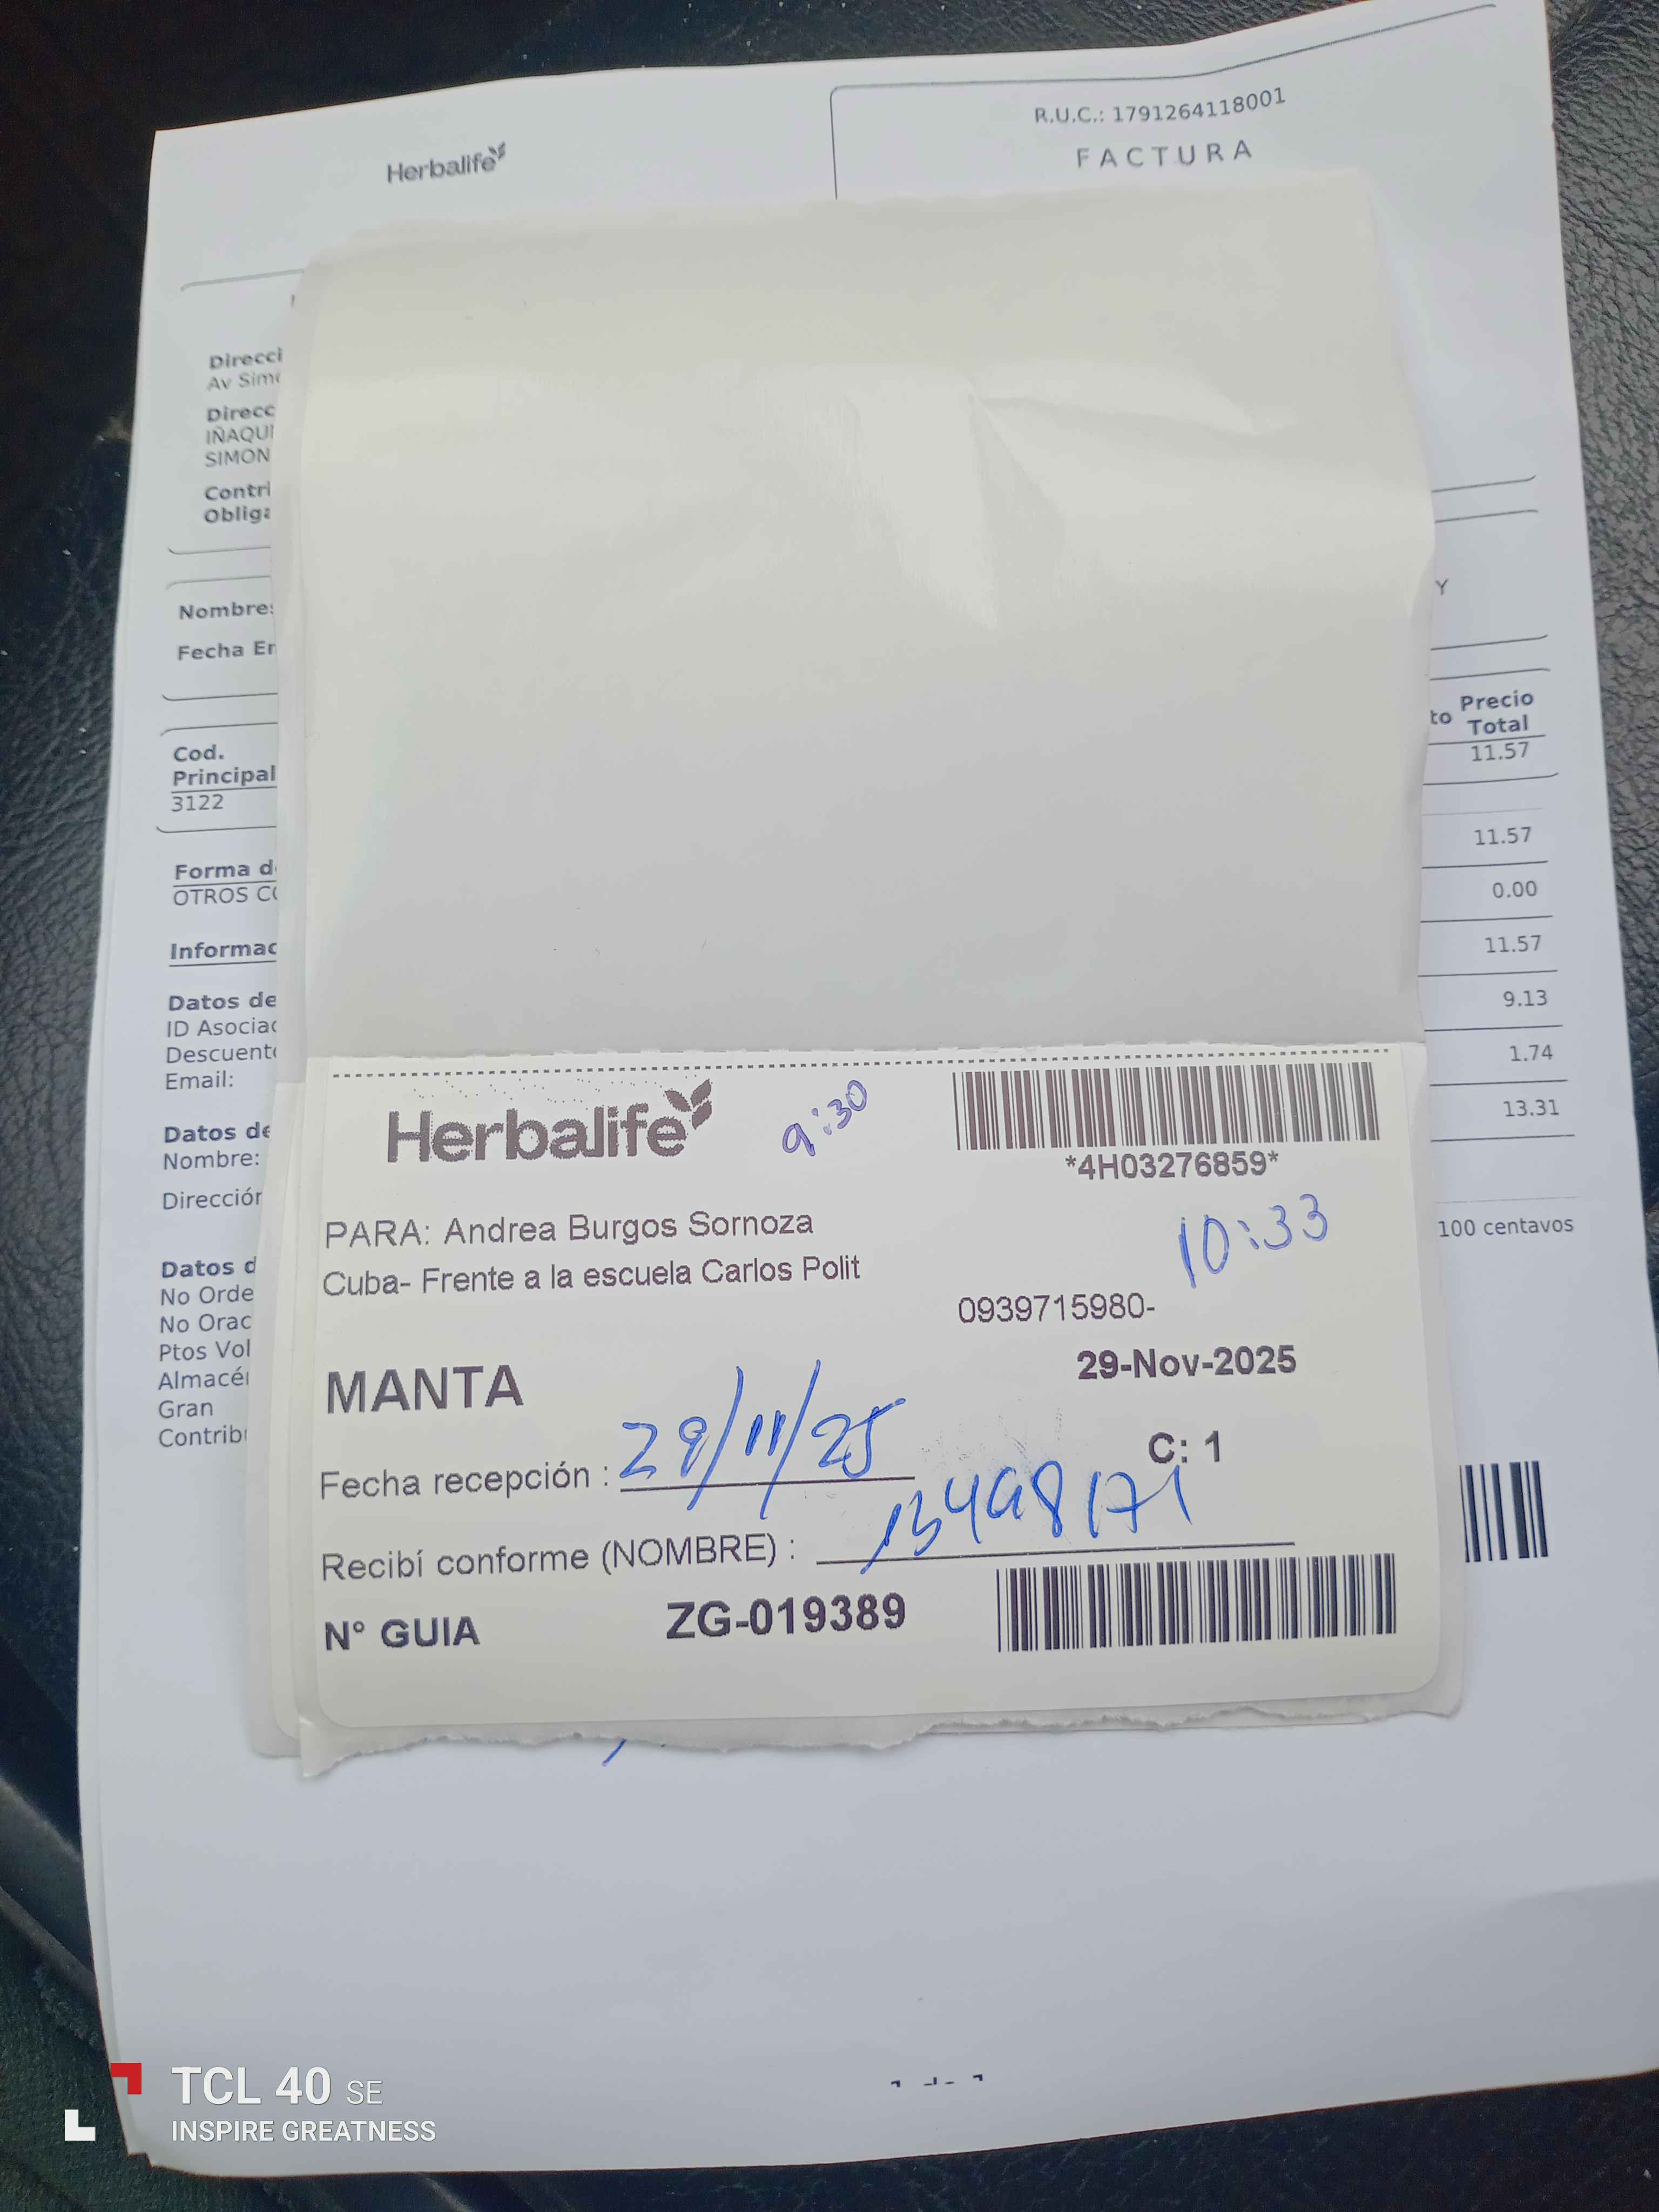 R.U.C.: 1791264118001
Herbalife
FACTURA
Direcci
Av Sim
Direcc
IÑAQUI
SIMON
Contri
Obliga
Nombre:
Y
Fecha Er
to Precio
Total
Cod.
Principal
11.57
3122
11.57
Forma d
OTROS C
0.00
Informac
11.57
Datos de
ID Asociac
9.13
Descuent
Email:
1.74
Datos de
Nombre:
13.31
Dirección
100 centavos
Datos d
No Orde
No Orac
Ptos Vol
Almacé
Gran
Contrib
Herbalife
9:30
*4H03276859*
PARA: Andrea Burgos Sornoza
10:33
Cuba- Frente a la escuela Carlos Polit
0939715980-
MANTA
29-Nov-2025
C: 1
Fecha recepción : 29/11/25
Recibí conforme (NOMBRE) :
N° GUIA ZG-019389
TCL 40 SE
INSPIRE GREATNESS